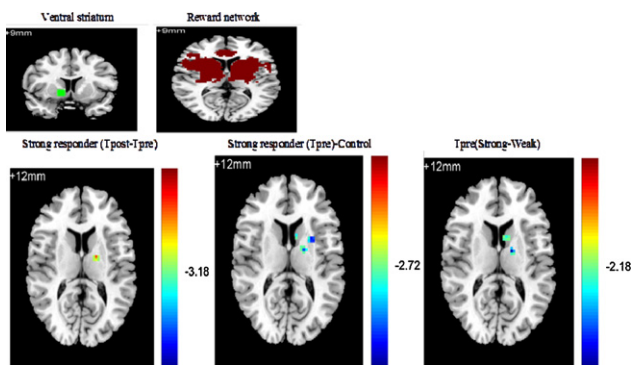 Ventral striatum
Reward network
+9mm
+9mm
Strong responder (Tpost-Tpre)
Strong responder (Tpre)-Control
Tpre(Strong-Weak)
+12mm
+12mm
+12mm
-3.18
-2.72
-2.18